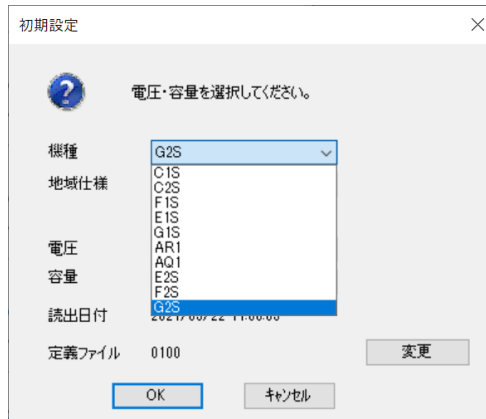 初期設定
電圧・容量を選択してください。
機種
G2S
地域仕様
C1S
C2S
F1S
E1S
G1S
AR1
AQ1
E2S
F2S
G2S
電圧
容量
読出日付
定義ファイル
0100
変更
OK
キャンセル